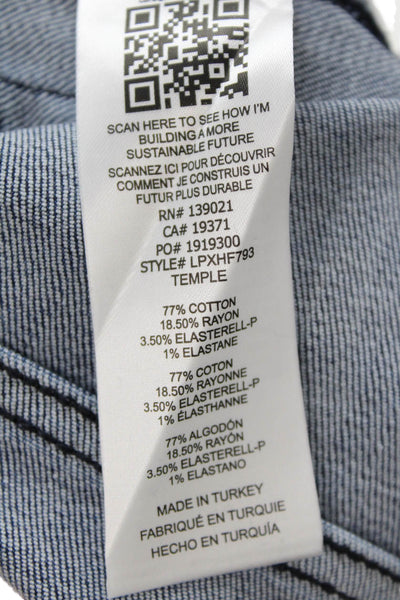 SCAN HERE TO SEE HOW I'M
BUILDING A MORE
SUSTAINABLE FUTURE
SCANNEZ ICI POUR DÉCOUVRIR
COMMENT JE CONSTRUIS UN
FUTUR PLUS DURABLE
RN# 139021
CA# 19371
PO# 1919300
STYLE# LPXHF793
TEMPLE
77% COTTON
18.50% RAYON
3.50% ELASTERELL-P
1% ELASTANE
77% COTON
18.50% RAYONNE
3.50% ELASTERELL-P
1% ÉLASTHANNE
77% ALGODÓN
18.50% RAYÓN
3.50% ELASTERELL-P
1% ELASTANO
MADE IN TURKEY
FABRIQUÉ EN TURQUIE
HECHO EN TURQUÍA